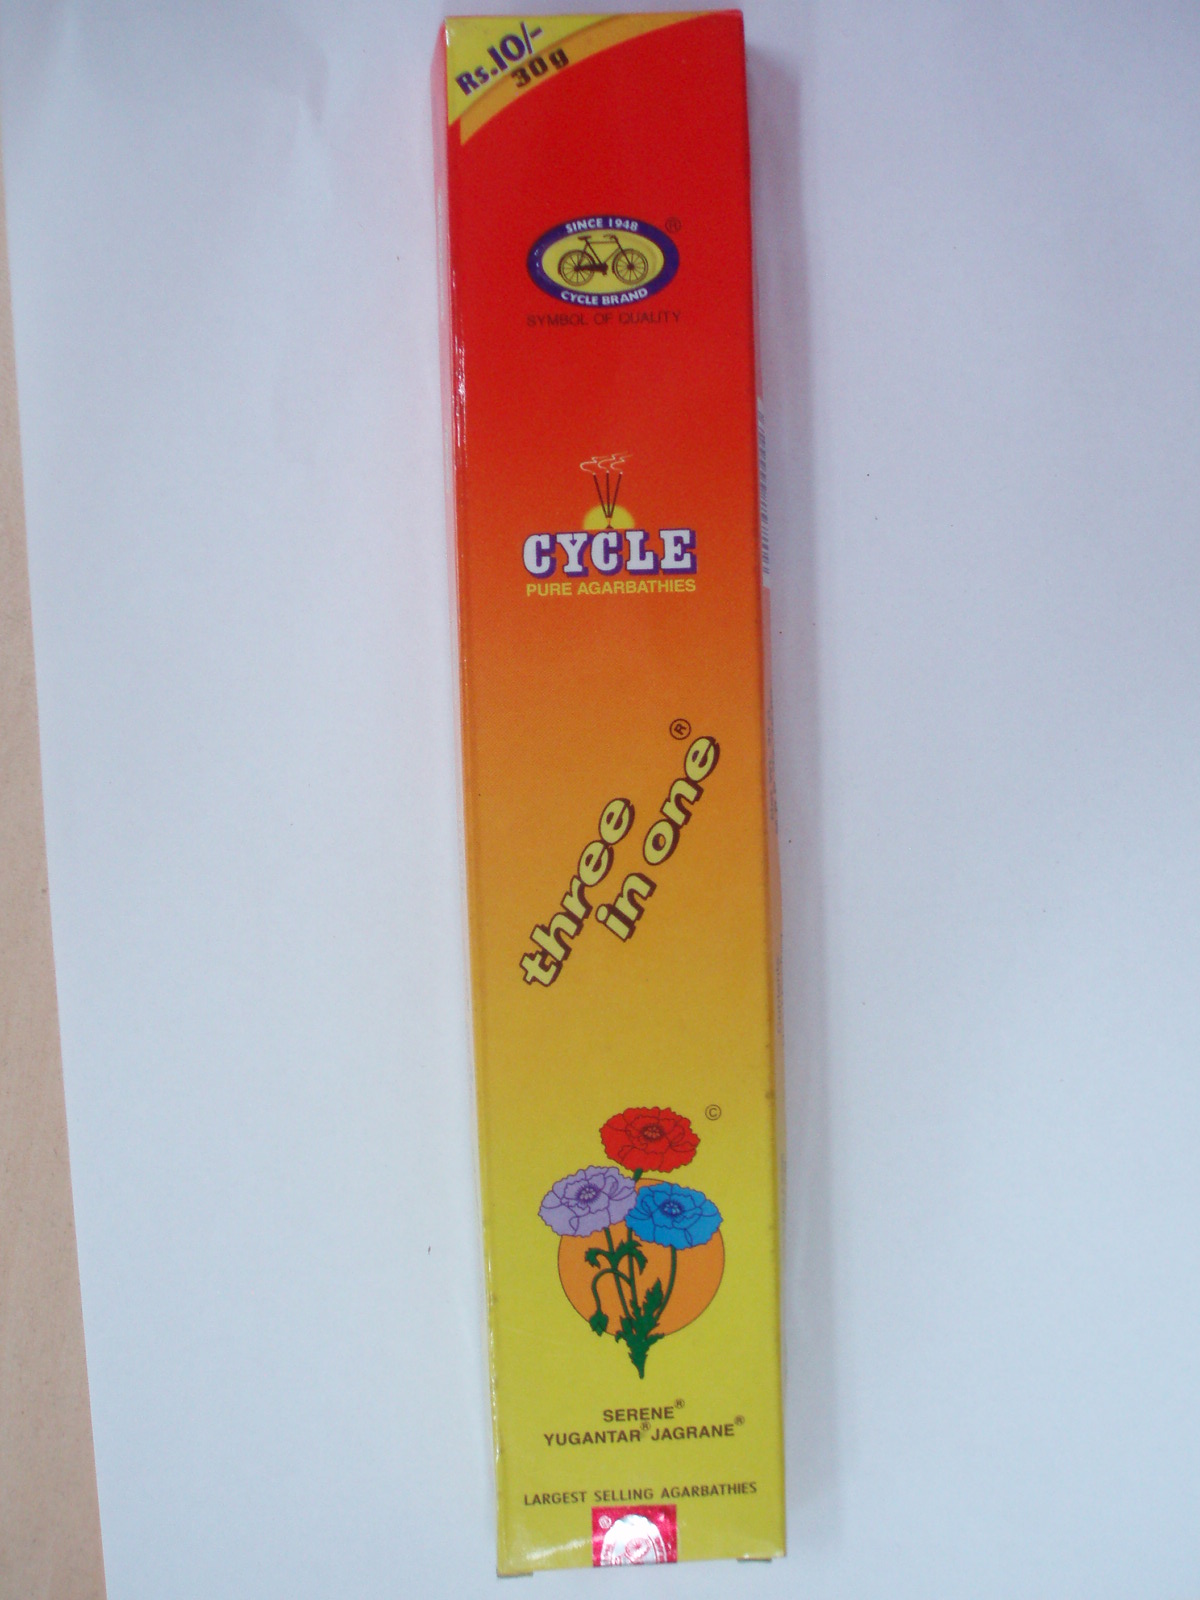 Rs.10/-
30g
SINCE 1948
®
CYCLE BRAND
SYMBOL OF QUALITY
CYCLE
PURE AGARBATHIES
three
in one®
©
SERENE®
YUGANTAR® JAGRANE®
LARGEST SELLING AGARBATHIES
®